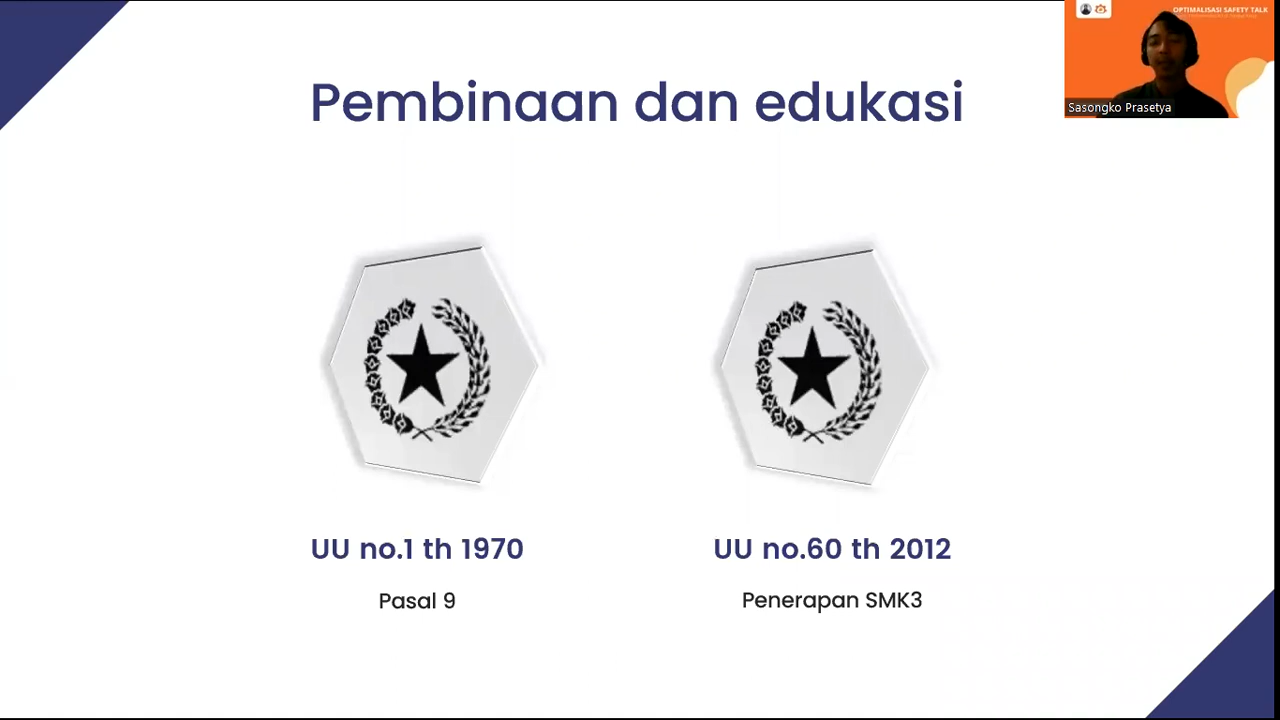 Pembinaan dan edukasi
OPTIMALISASI SAFETY TALK
Sasongko Prasetya
UU no.1 th 1970
UU no.60 th 2012
Pasal 9
Penerapan SMK3